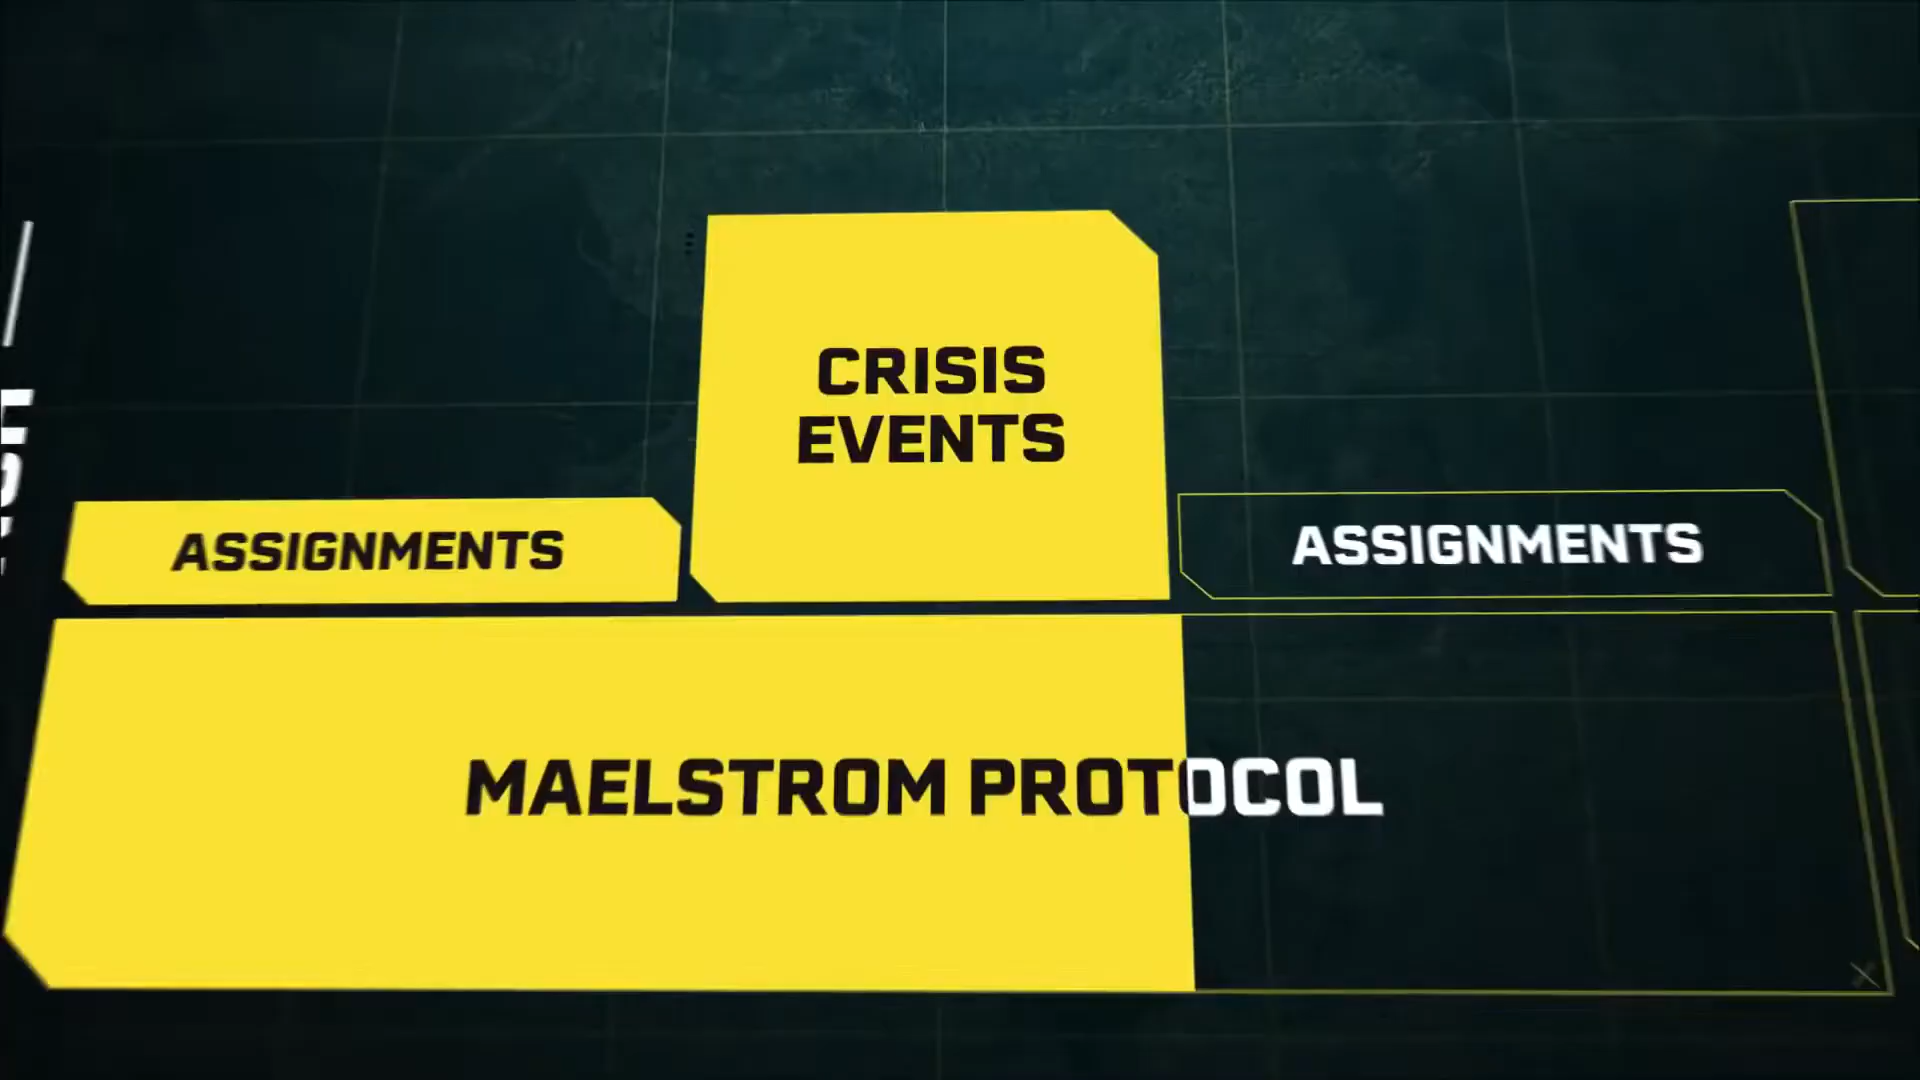 CRISIS
EVENTS
ASSIGNMENTS
ASSIGNMENTS
MAELSTROM PROTOCOL